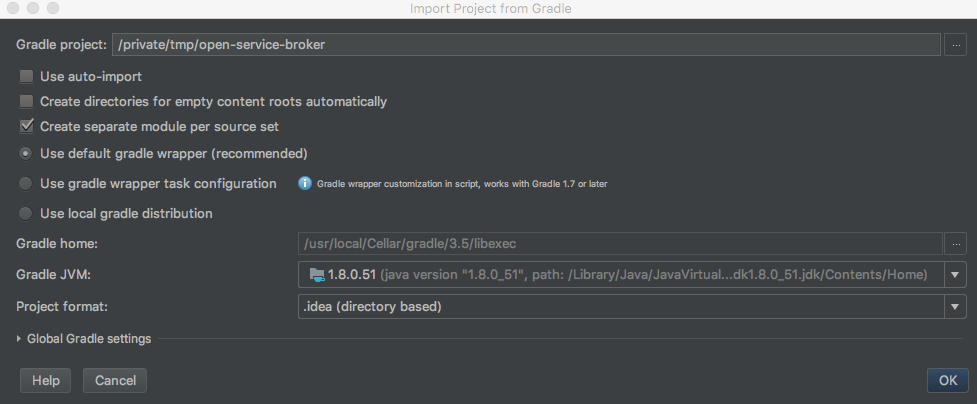 Import Project from Gradle
Gradle project: /private/tmp/open-service-broker ...
Use auto-import
Create directories for empty content roots automatically
Create separate module per source set
Use default gradle wrapper (recommended)
Use gradle wrapper task configuration Gradle wrapper customization in script, works with Gradle 1.7 or later
Use local gradle distribution
Gradle home: /usr/local/Cellar/gradle/3.5/libexec ...
Gradle JVM: 1.8.0.51 (java version "1.8.0_51", path: /Library/Java/JavaVirtual...dk1.8.0_51.jdk/Contents/Home)
Project format: .idea (directory based)
Global Gradle settings
Help Cancel OK